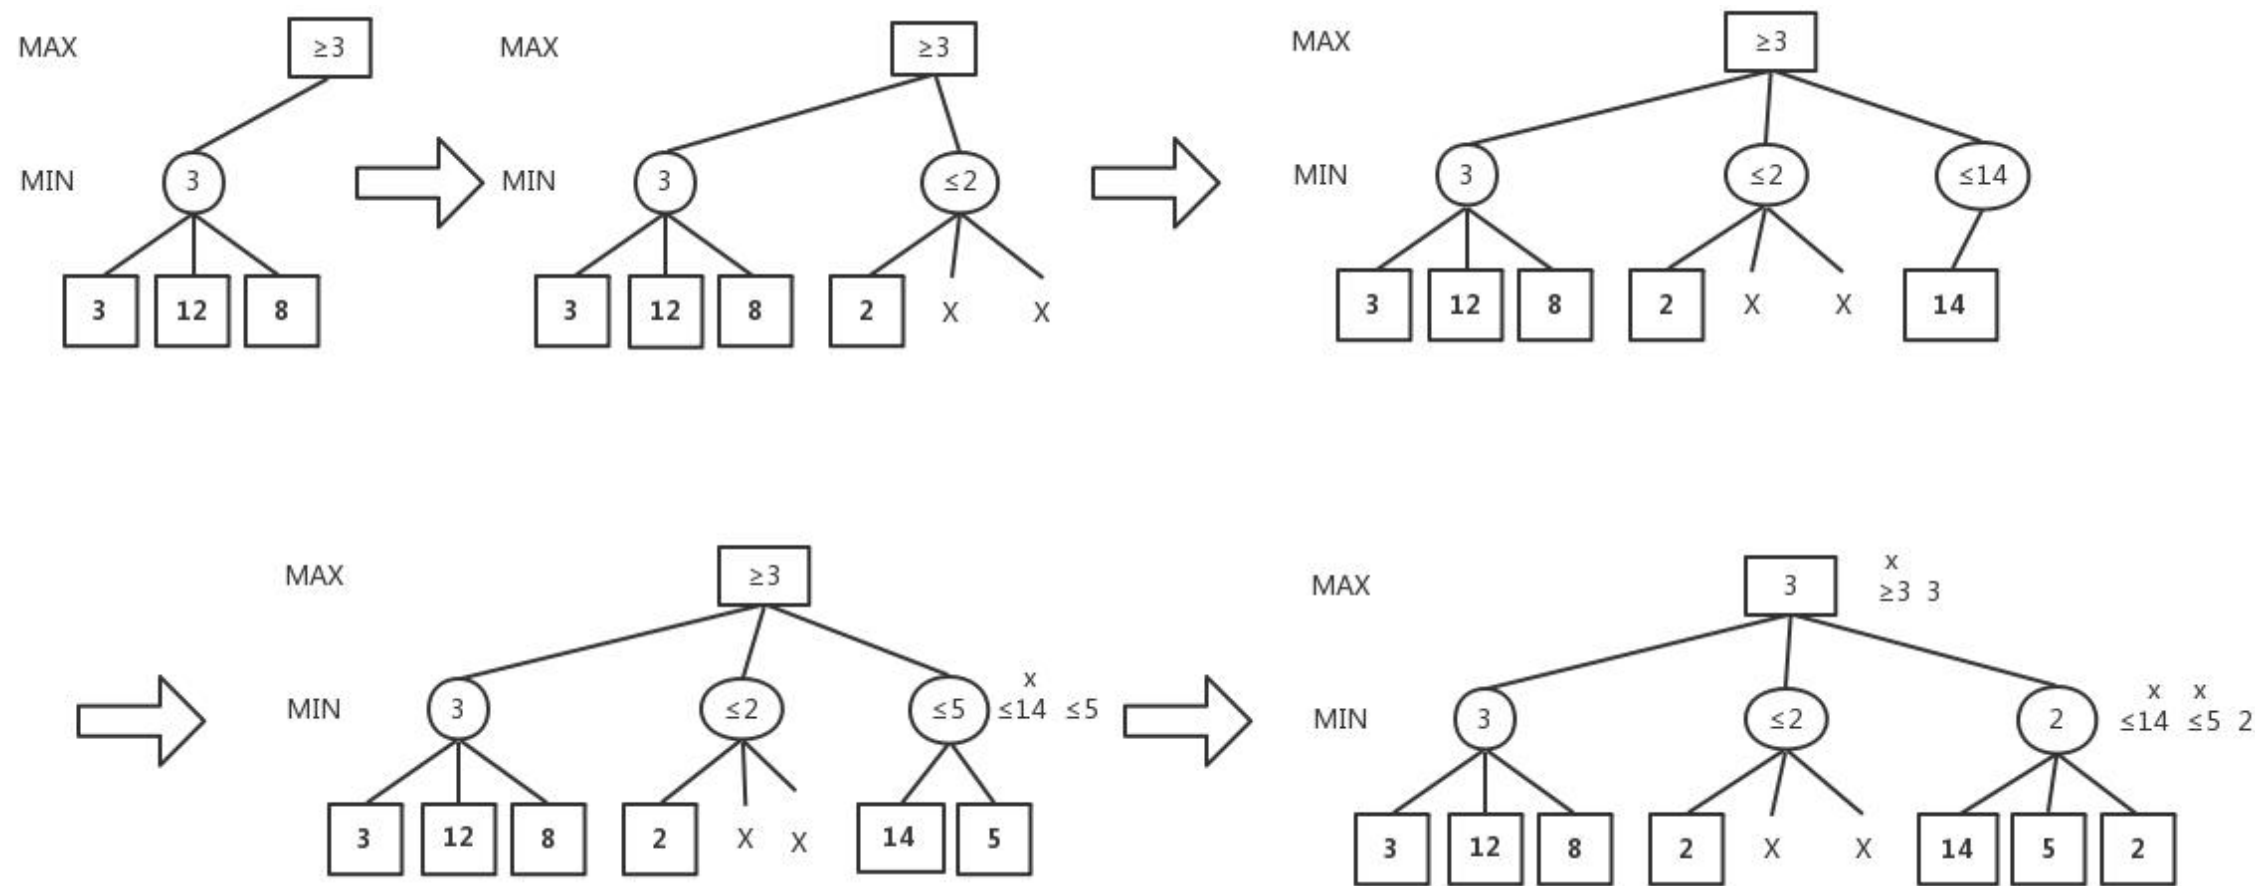 MAX ≥3 MAX ≥3 MAX ≥3
MIN 3 MIN 3 ≤2 MIN 3 ≤2 ≤14
3 12 8 3 12 8 2 X X 3 12 8 2 X X 14
x
MAX ≥3 MAX 3 ≥3 3
x x x
MIN 3 ≤2 ≤5 ≤14 ≤5 MIN 3 ≤2 2 ≤14 ≤5 2
3 12 8 2 X X 14 5 3 12 8 2 X X 14 5 2